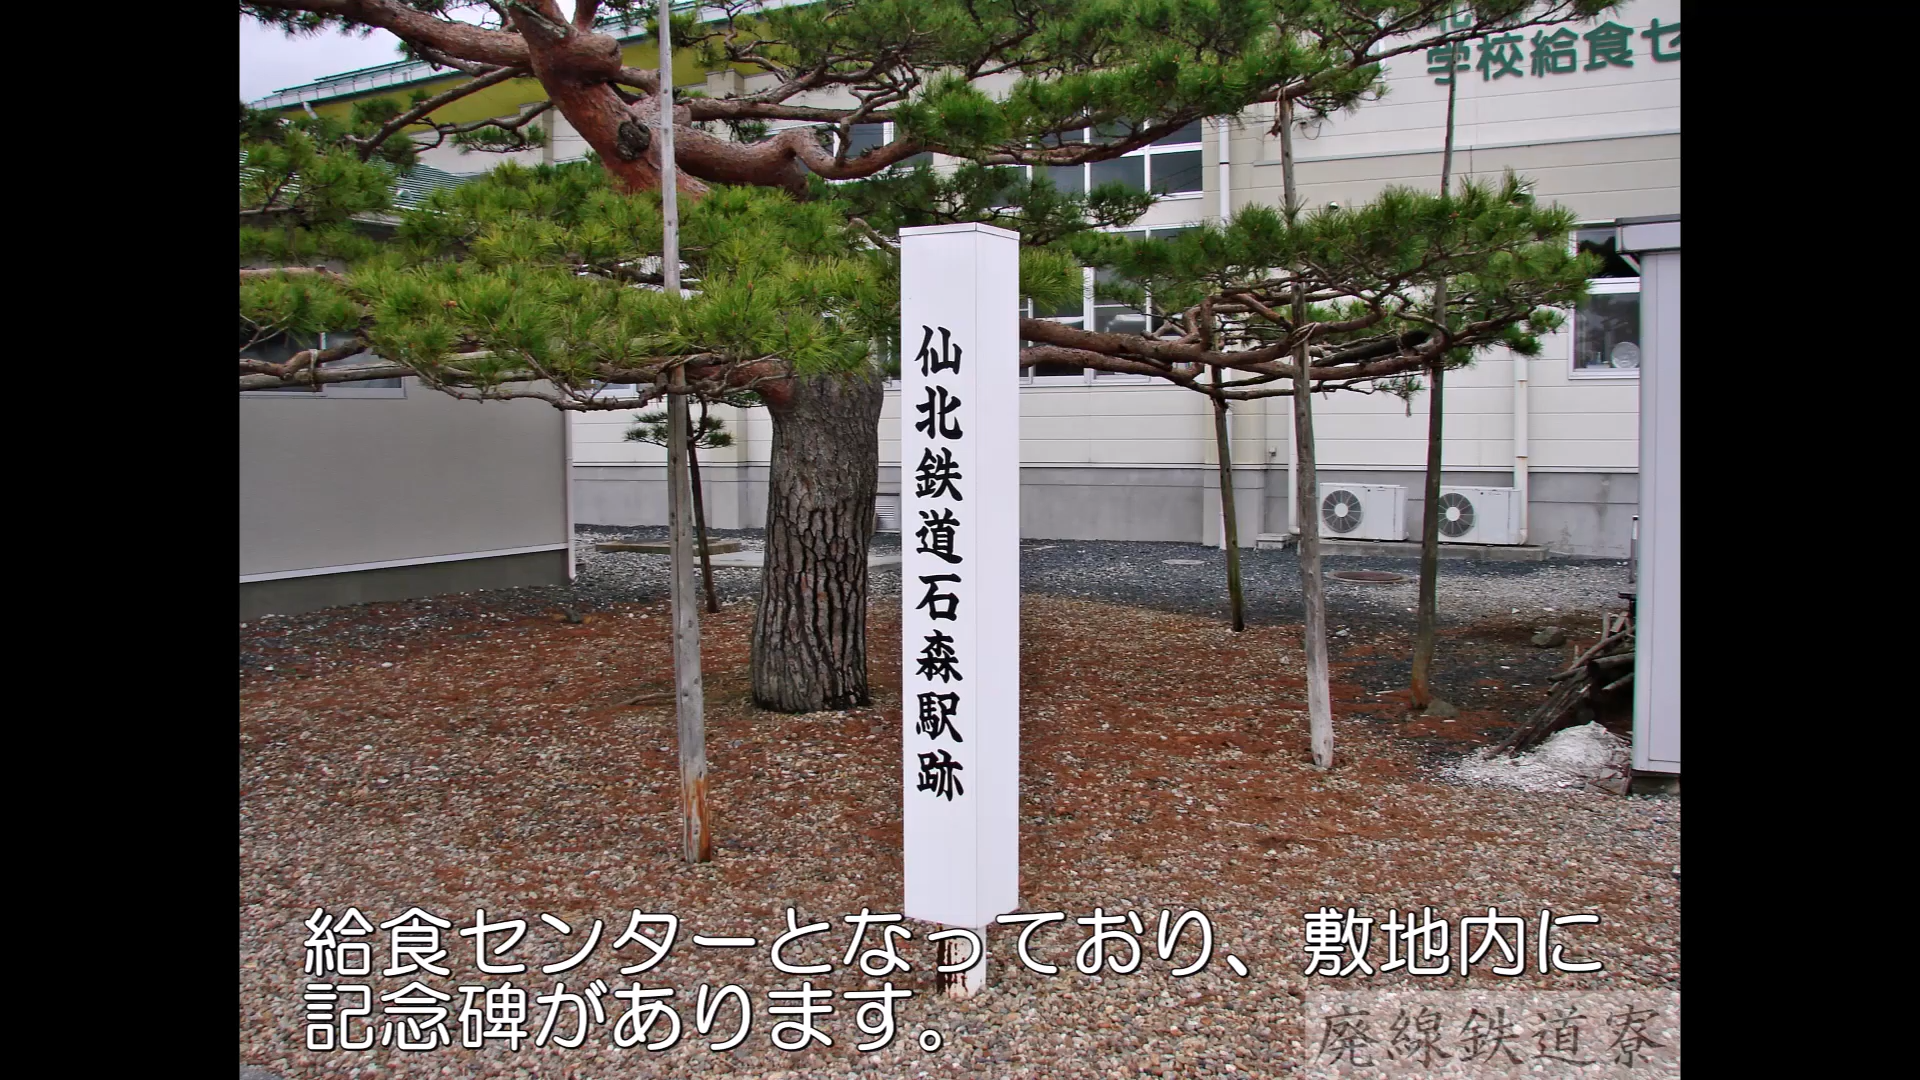 学校給食セ
仙北鉄道石森駅跡
給食センターとなっており、敷地内に
記念碑があります。
廃線鉄道寮